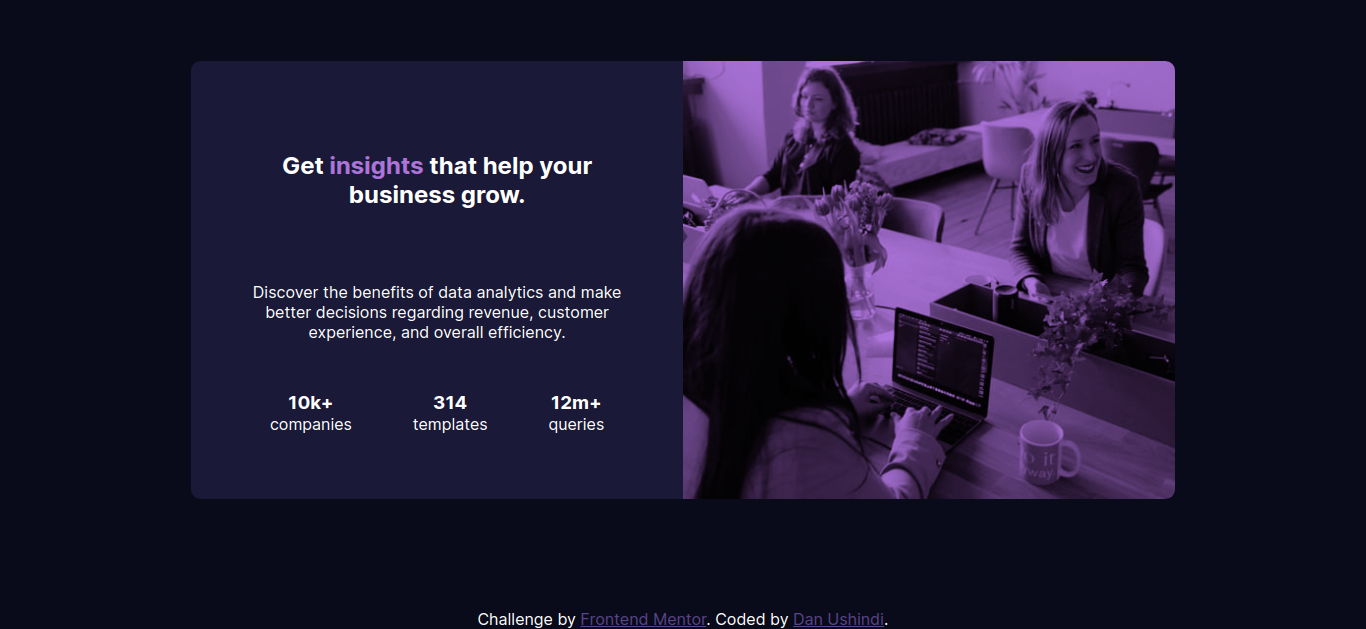 Get insights that help your
business grow.
Discover the benefits of data analytics and make
better decisions regarding revenue, customer
experience, and overall efficiency.
10k+ 314 12m+
companies templates queries
Challenge by Frontend Mentor. Coded by Dan Ushindi.